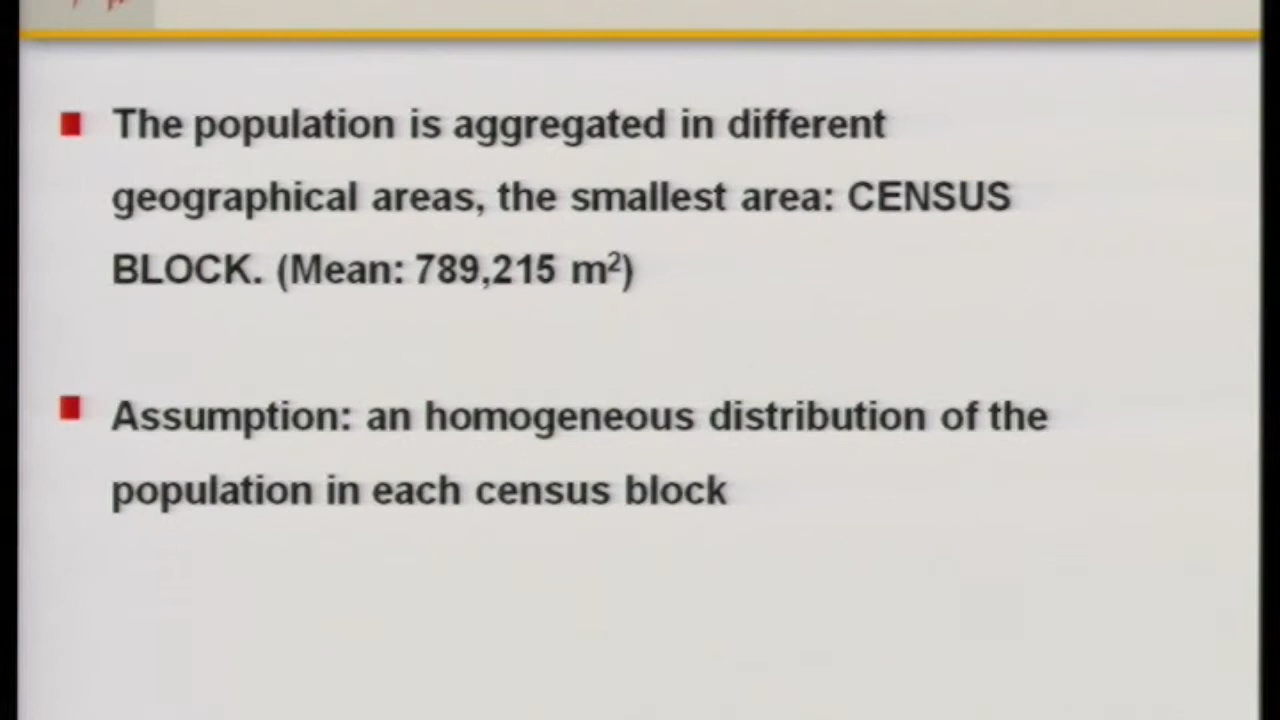 The population is aggregated in different
geographical areas, the smallest area: CENSUS
BLOCK. (Mean: 789,215 m²)
Assumption: an homogeneous distribution of the
population in each census block